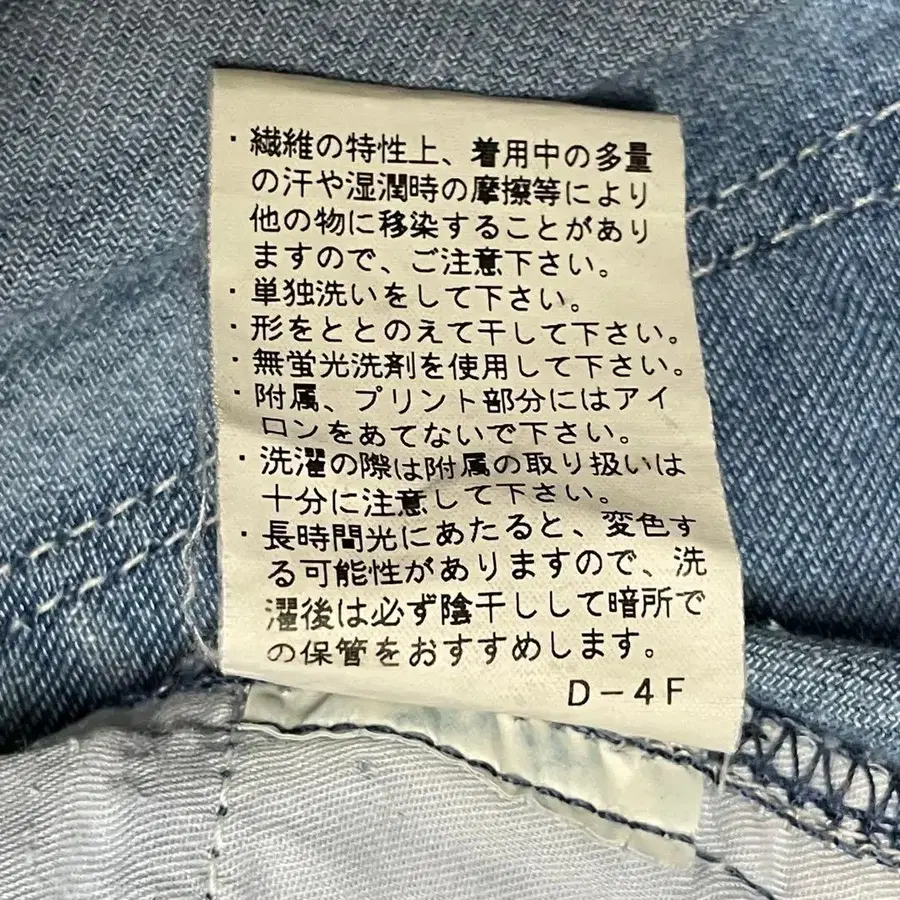 ・繊維の特性上、着用中の多量
の汗や湿潤時の摩擦等により
他の物に移染することがあり
ますので、ご注意下さい。
・単独洗いをして下さい。
・形をととのえて干して下さい。
・無蛍光洗剤を使用して下さい。
・附属、プリント部分にはアイ
ロンをあてないで下さい。
・洗濯の際は附属の取り扱いは
十分に注意して下さい。
・長時間光にあたると、変色す
る可能性がありますので、洗
濯後は必ず陰干しして暗所で
の保管をおすすめします。
D-4F